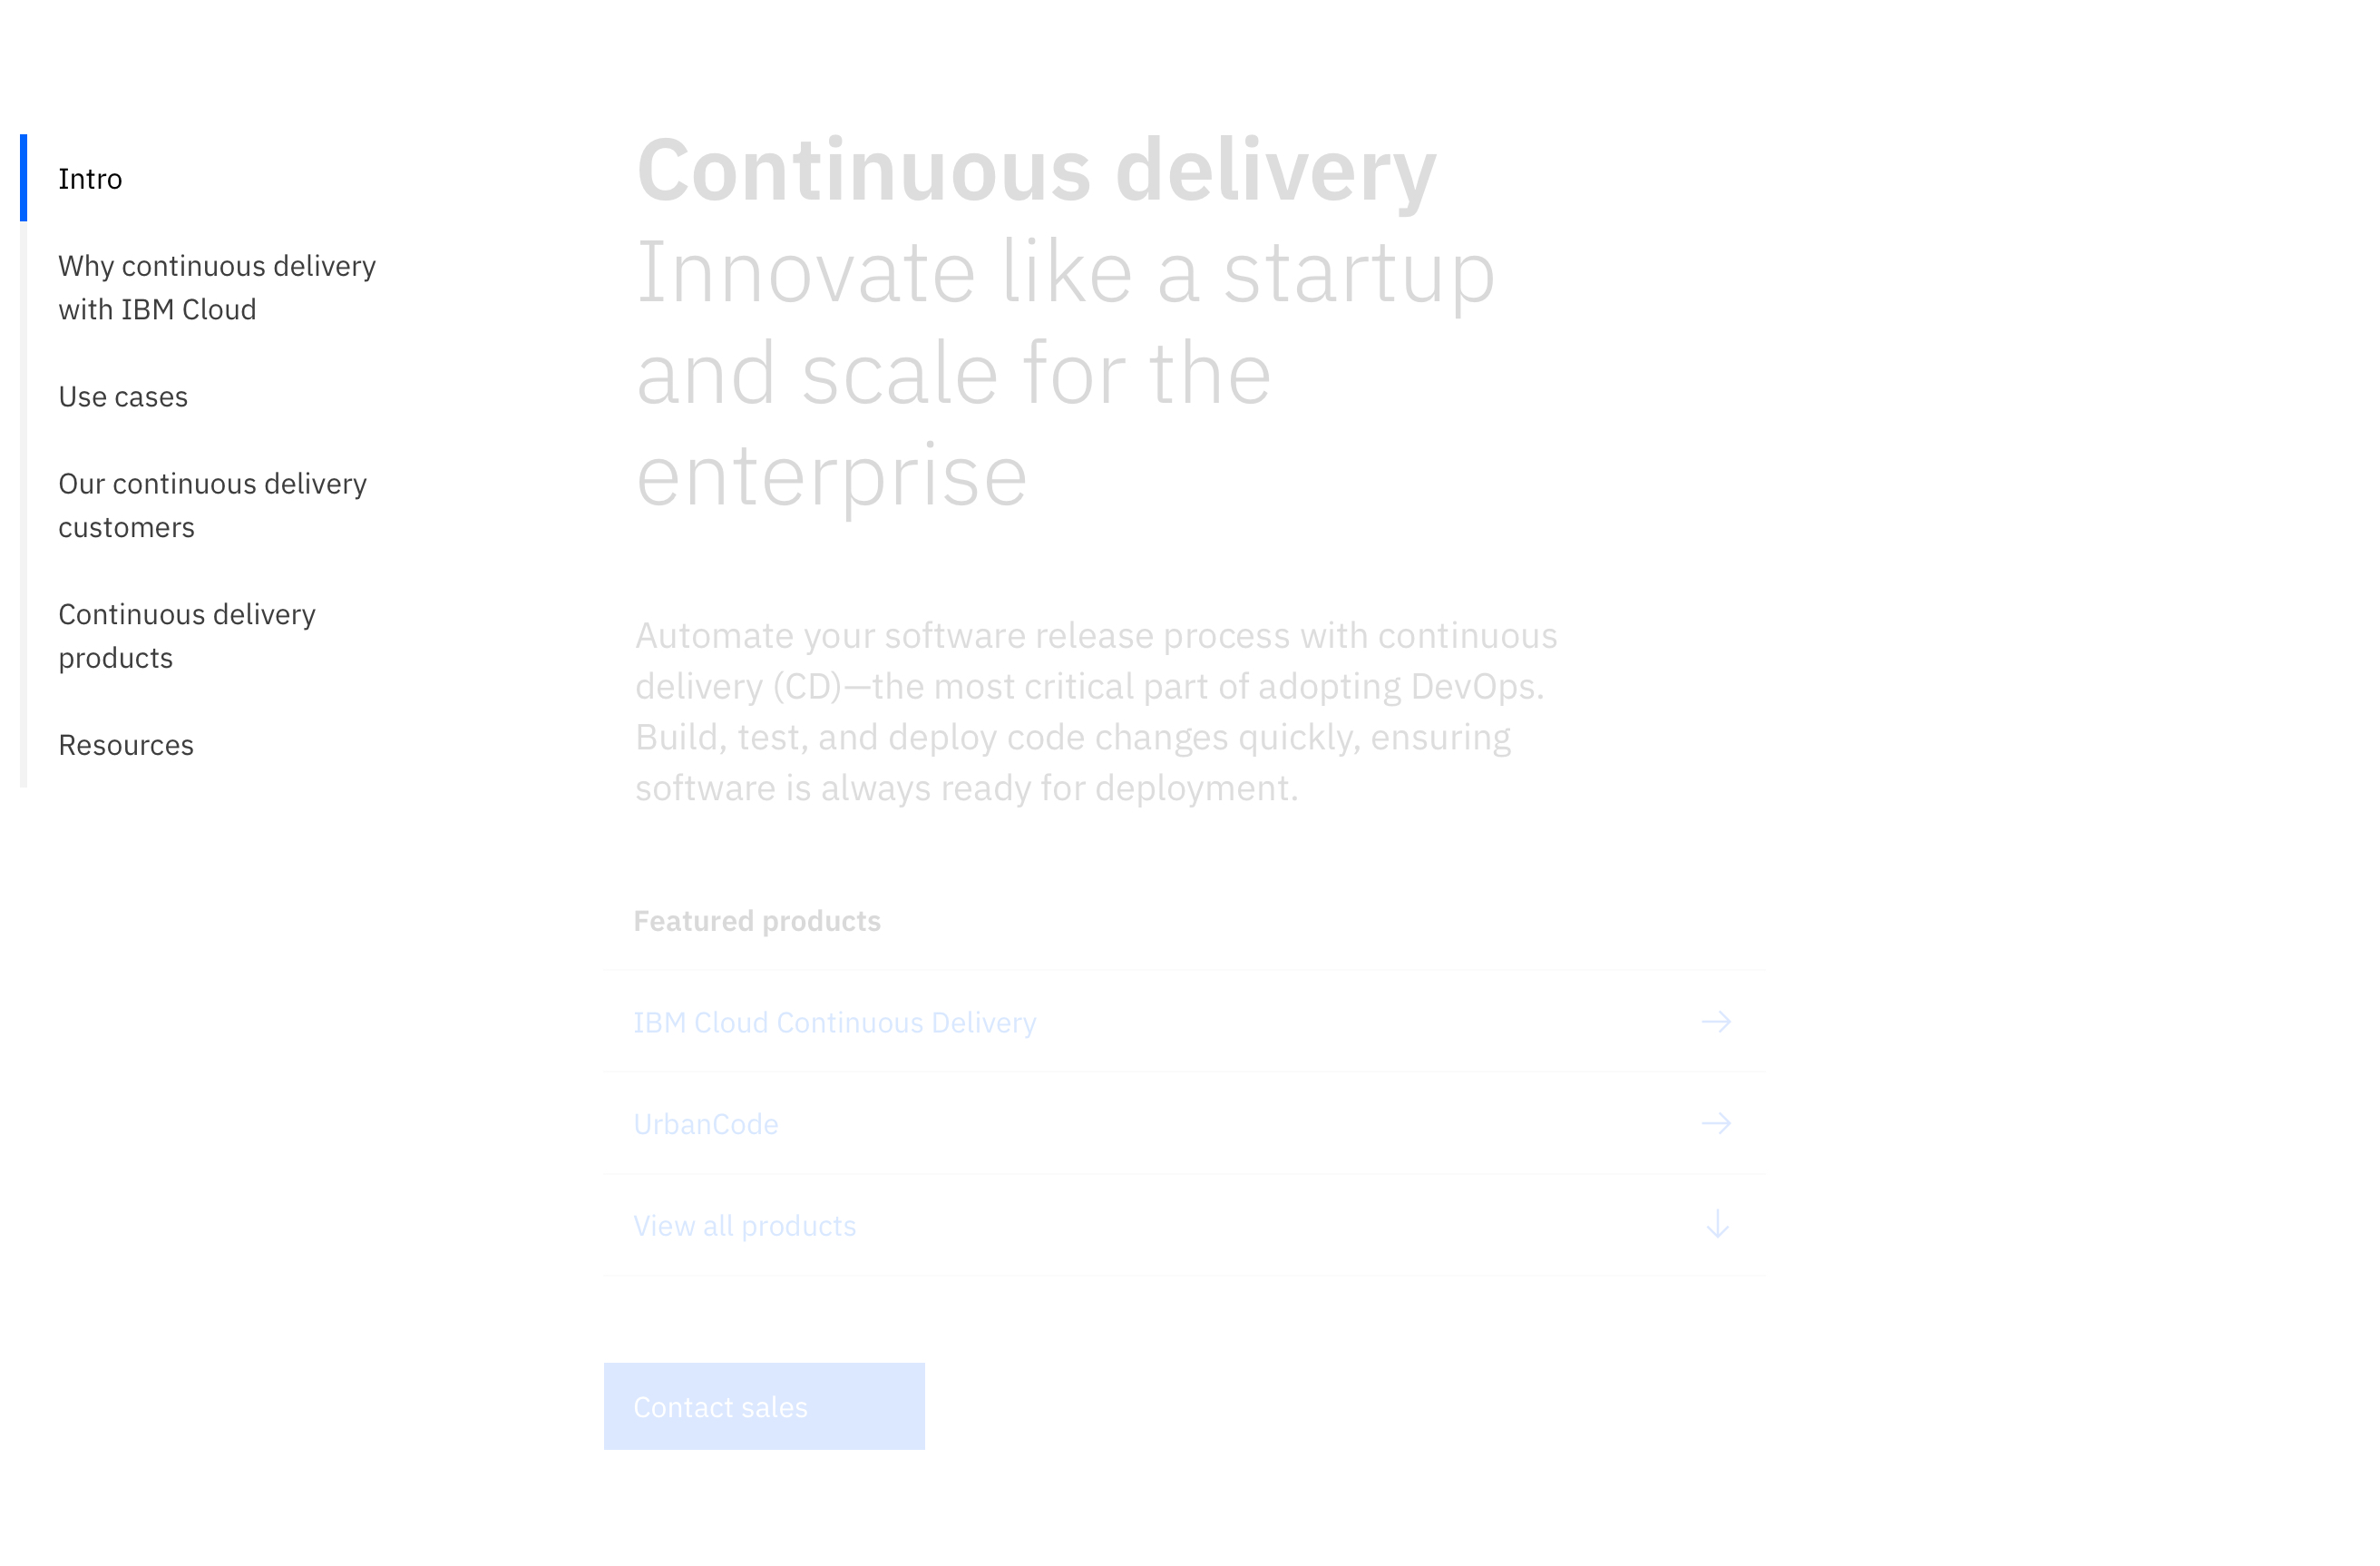 Intro
Why continuous delivery
with IBM Cloud
Use cases
Our continuous delivery
customers
Continuous delivery
products
Resources
Continuous delivery
Innovate like a startup
and scale for the
enterprise
Automate your software release process with continuous
delivery (CD)—the most critical part of adopting DevOps.
Build, test, and deploy code changes quickly, ensuring
software is always ready for deployment.
Featured products
IBM Cloud Continuous Delivery
UrbanCode
View all products
Contact sales